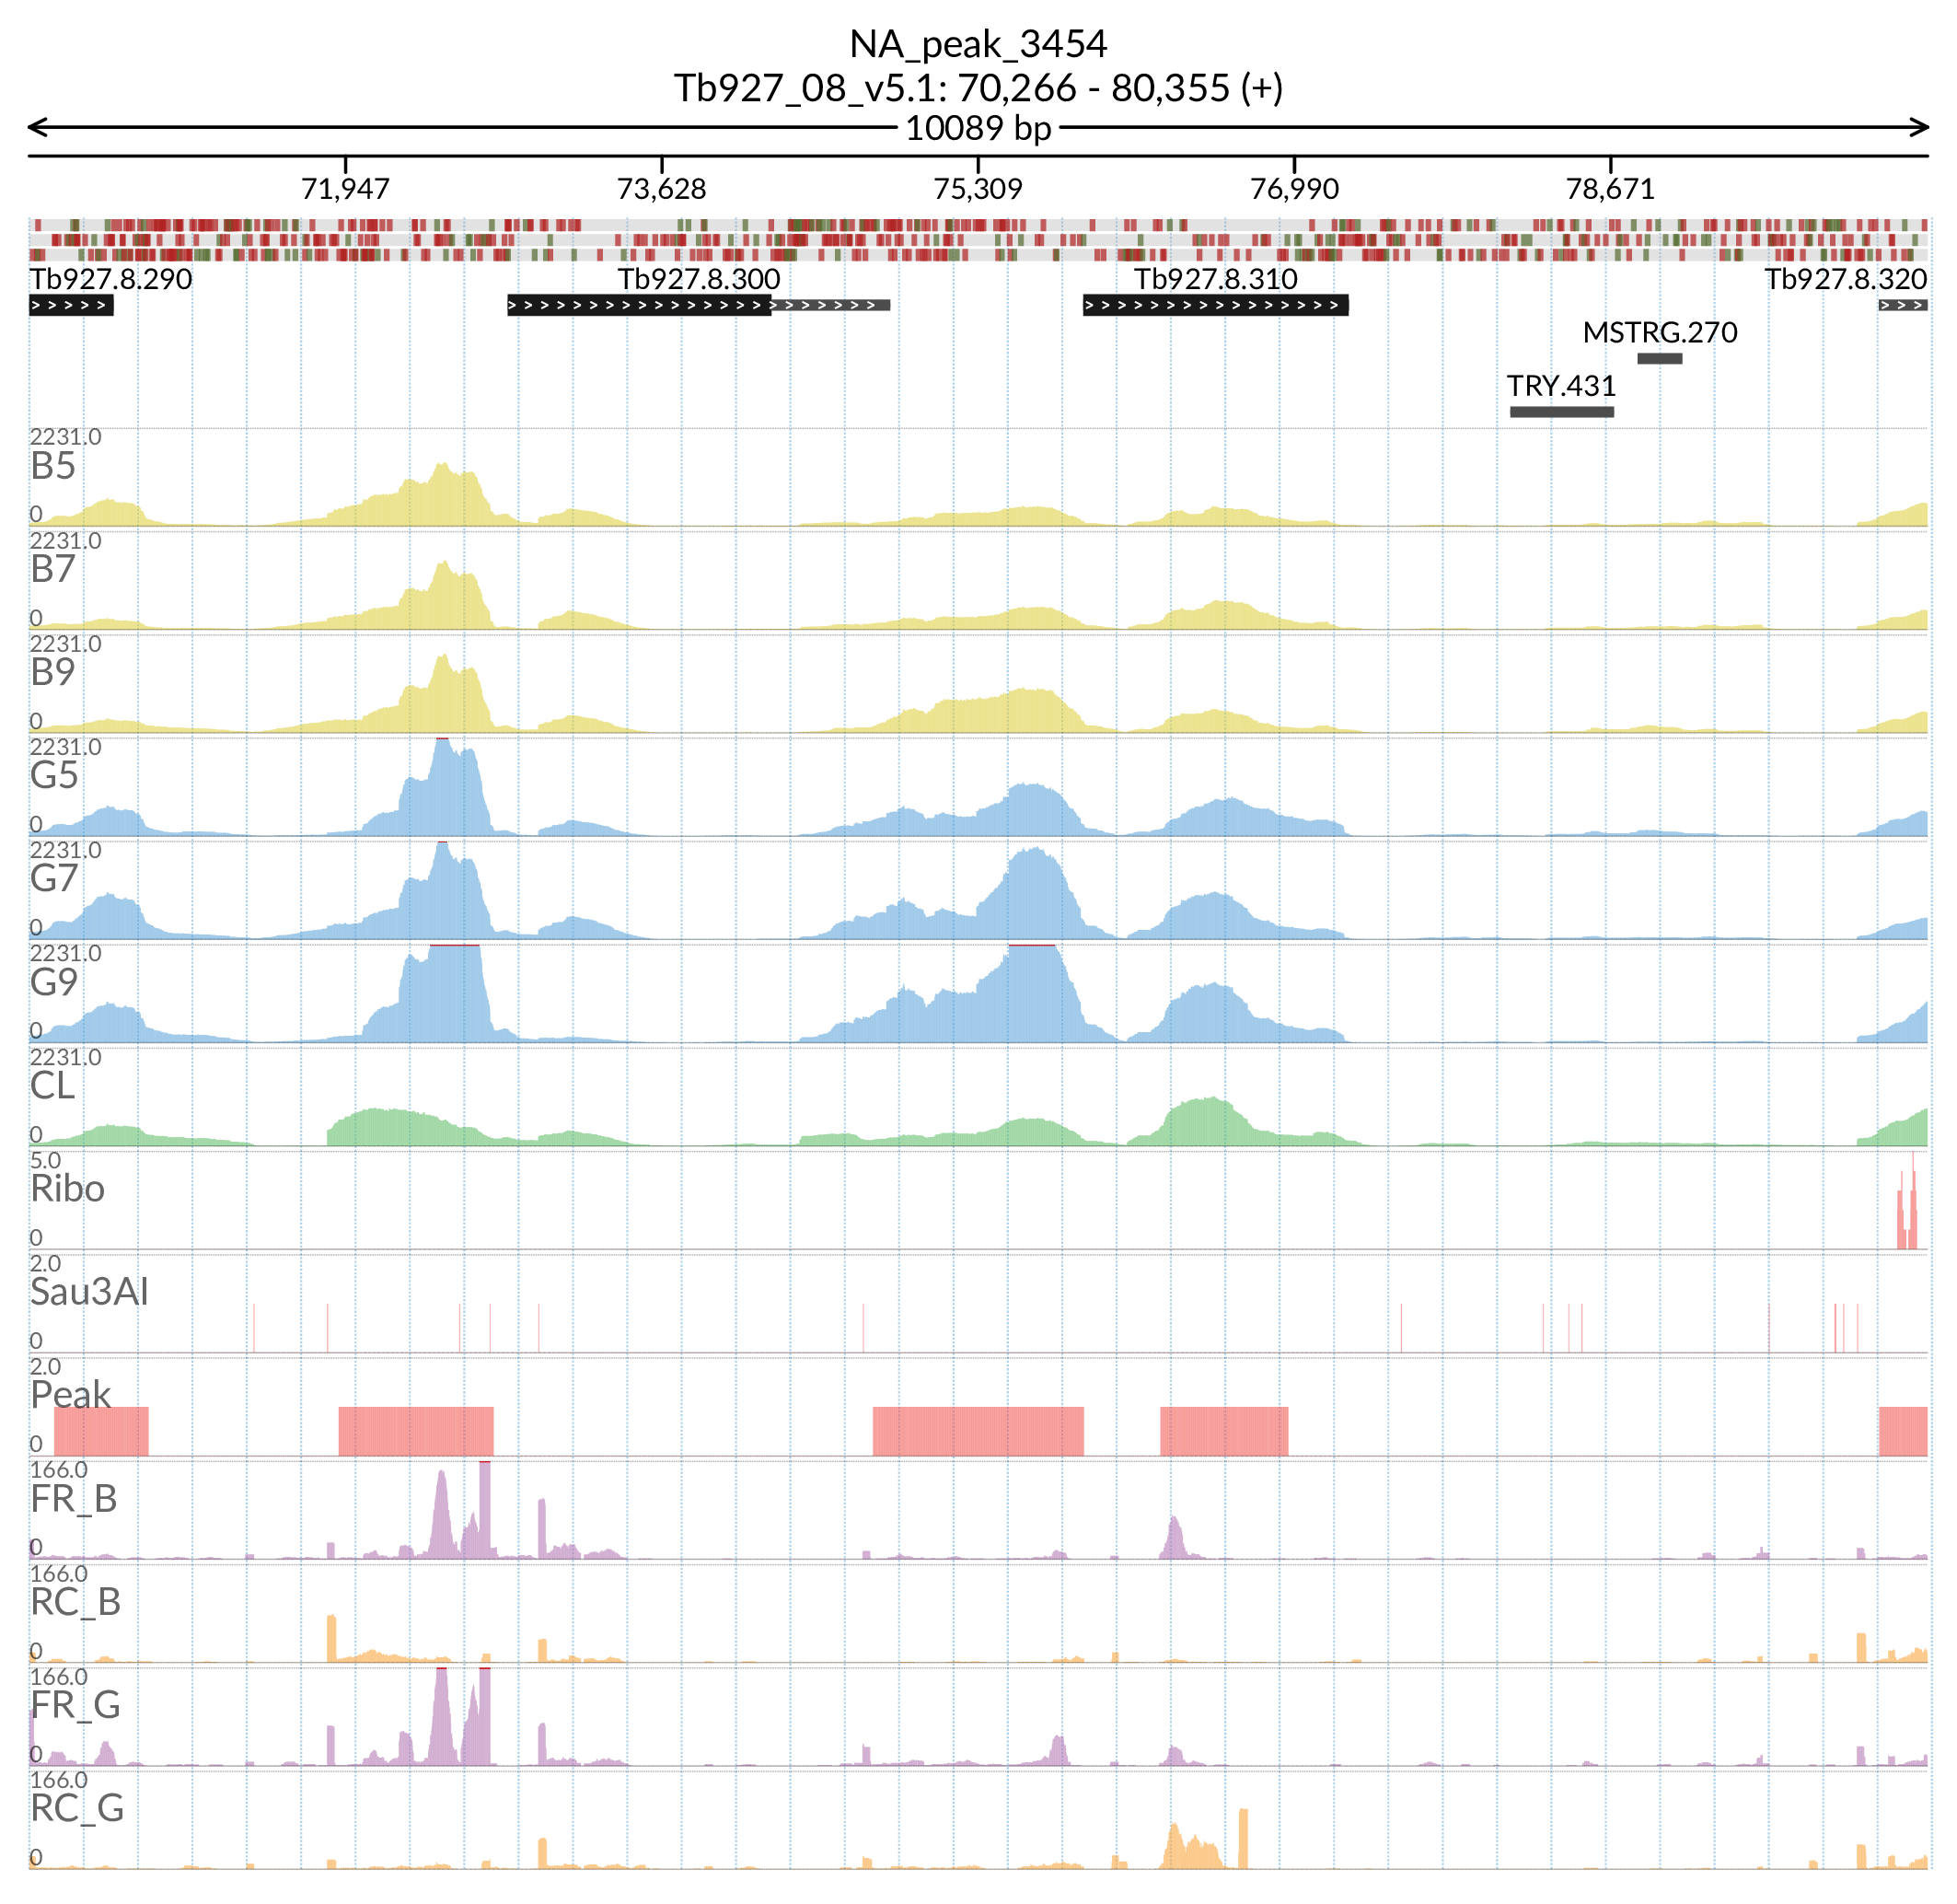 NA_peak_3454
Tb927_08_v5.1: 70,266 - 80,355 (+)
10089 bp
71,947 73,628 75,309 76,990 78,671
Tb927.8.290 Tb927.8.300 Tb927.8.310 Tb927.8.320
MSTRG.270
TRY.431
2231.0
B5
0
2231.0
B7
0
2231.0
B9
0
2231.0
G5
0
2231.0
G7
0
2231.0
G9
0
2231.0
CL
0
5.0
Ribo
0
2.0
Sau3AI
0
2.0
Peak
0
166.0
FR_B
0
166.0
RC_B
0
166.0
FR_G
0
166.0
RC_G
0